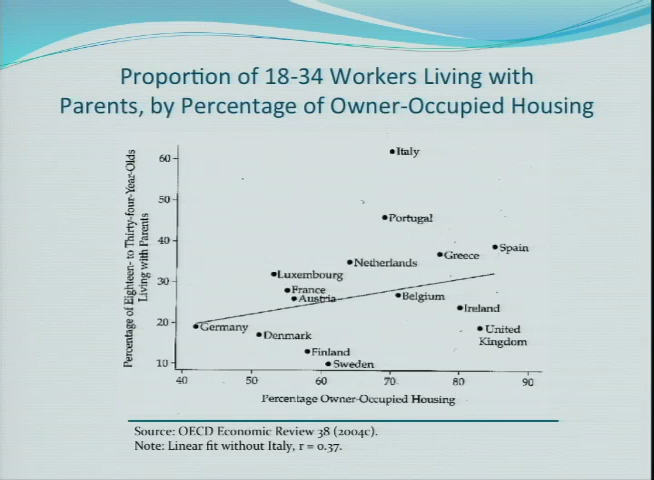 Proportion of 18-34 Workers Living with
Parents, by Percentage of Owner-Occupied Housing
Percentage of Eighteen- to Thirty-four-Year-Olds
Living with Parents
60
50
40
30
20
10
Italy
Portugal
Spain
Greece
Netherlands
Luxembourg
France
Austria
Belgium
Ireland
Germany
Denmark
United
Kingdom
Finland
Sweden
40 50 60 70 80 90
Percentage Owner-Occupied Housing
Source: OECD Economic Review 38 (2004c).
Note: Linear fit without Italy, r = 0.37.